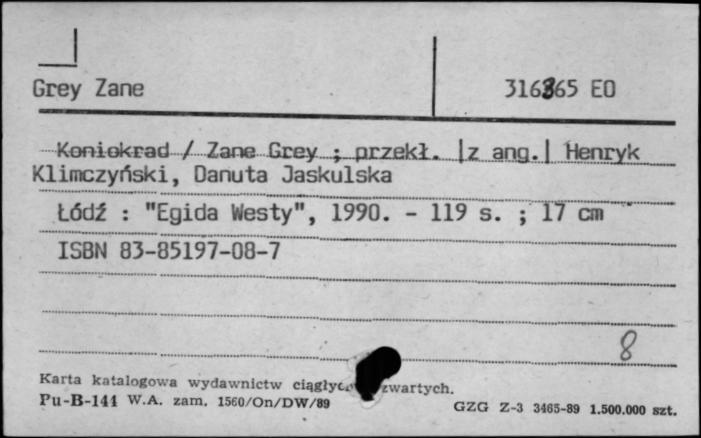 Grey Zane 316365 EO
Koniokrad / Zane Grey ; przekł. |z ang.| Henryk
Klimczyński, Danuta Jaskulska
Łódź : "Egida Westy", 1990. - 119 s. ; 17 cm
ISBN 83-85197-08-7
8
Karta katalogowa wydawnictw zwartych.
Pu-B-144 W.A. zam. 1560/On/DW/89 GZG Z-3 3465-89 1.500.000 szt.